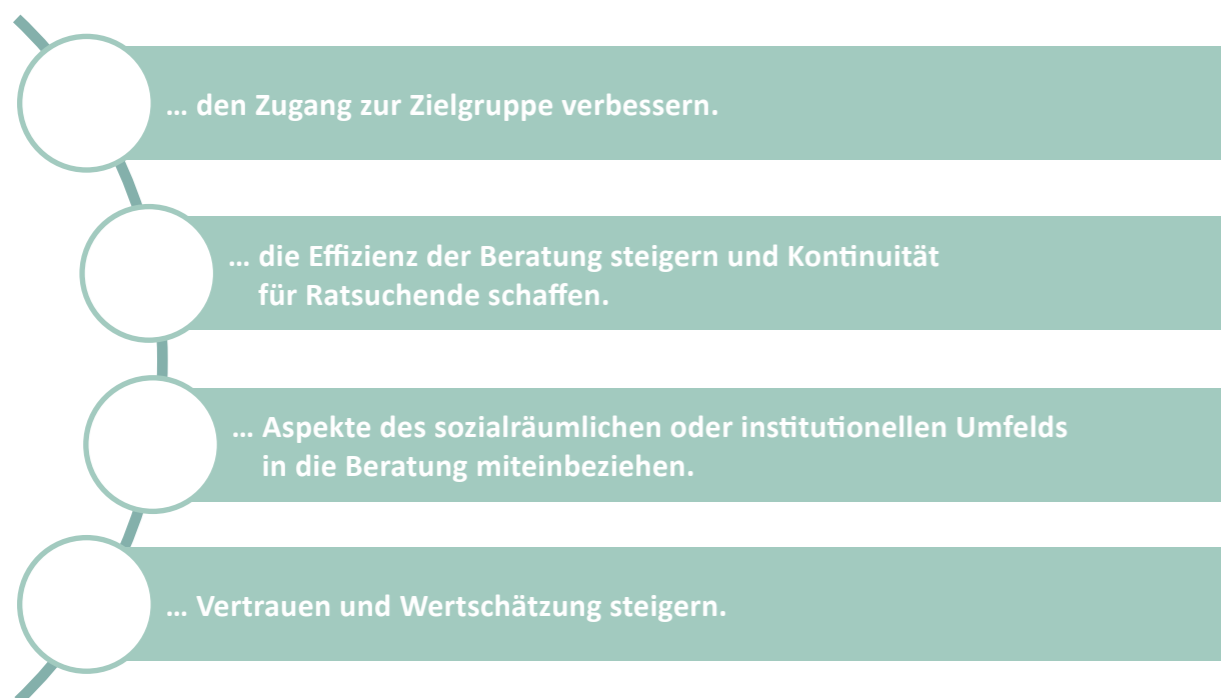 ... den Zugang zur Zielgruppe verbessern.
... die Effizienz der Beratung steigern und Kontinuität
für Ratsuchende schaffen.
... Aspekte des sozialräumlichen oder institutionellen Umfelds
in die Beratung miteinbeziehen.
... Vertrauen und Wertschätzung steigern.